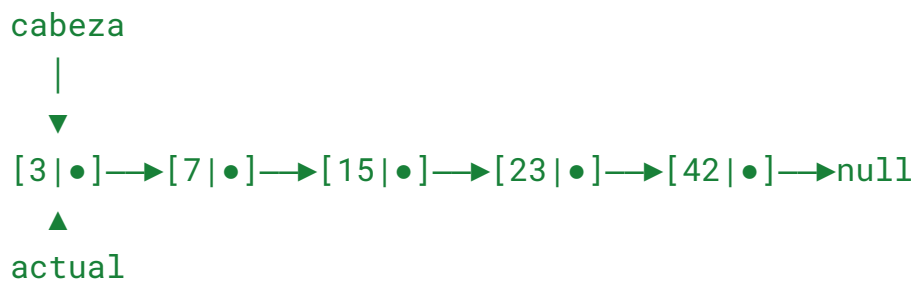 cabeza
|
▼
[3|●]——►[7|●]——►[15|●]——►[23|●]——►[42|●]——►null
▲
actual